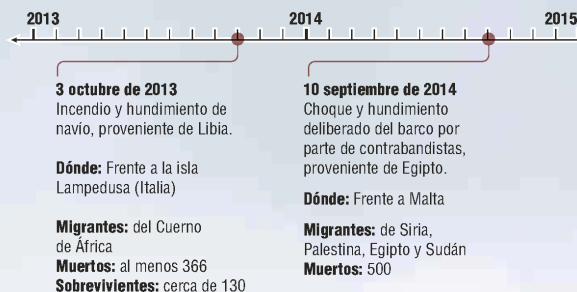 2013
2014
2015
3 octubre de 2013
Incendio y hundimiento de
navío, proveniente de Libia.
Dónde: Frente a la isla
Lampedusa (Italia)
Migrantes: del Cuerno
de África
Muertos: al menos 366
Sobrevivientes: cerca de 130
10 septiembre de 2014
Choque y hundimiento
deliberado del barco por
parte de contrabandistas,
proveniente de Egipto.
Dónde: Frente a Malta
Migrantes: de Siria,
Palestina, Egipto y Sudán
Muertos: 500